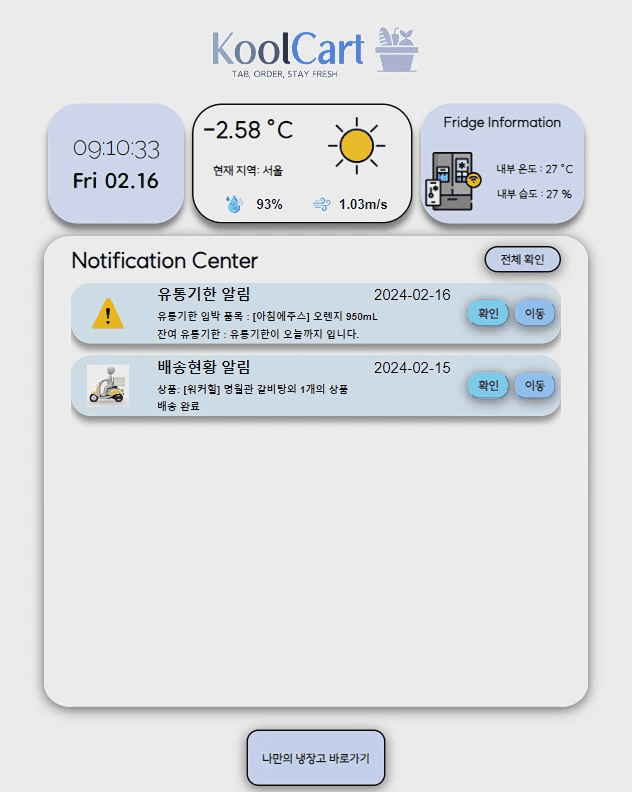 KoolCart
TAB, ORDER, STAY FRESH
09:10:33
Fri 02.16
-2.58 °C
현재 지역: 서울
93%
1.03m/s
Fridge Information
내부 온도 : 27 °C
내부 습도 : 27 %
Notification Center
전체 확인
유통기한 알림
2024-02-16
유통기한 임박 품목 : [아침에주스] 오렌지 950mL
잔여 유통기한 : 유통기한이 오늘까지 입니다.
확인
이동
배송현황 알림
2024-02-15
상품: [워커힐] 명월관 갈비탕외 1개의 상품
배송 완료
확인
이동
나만의 냉장고 바로가기